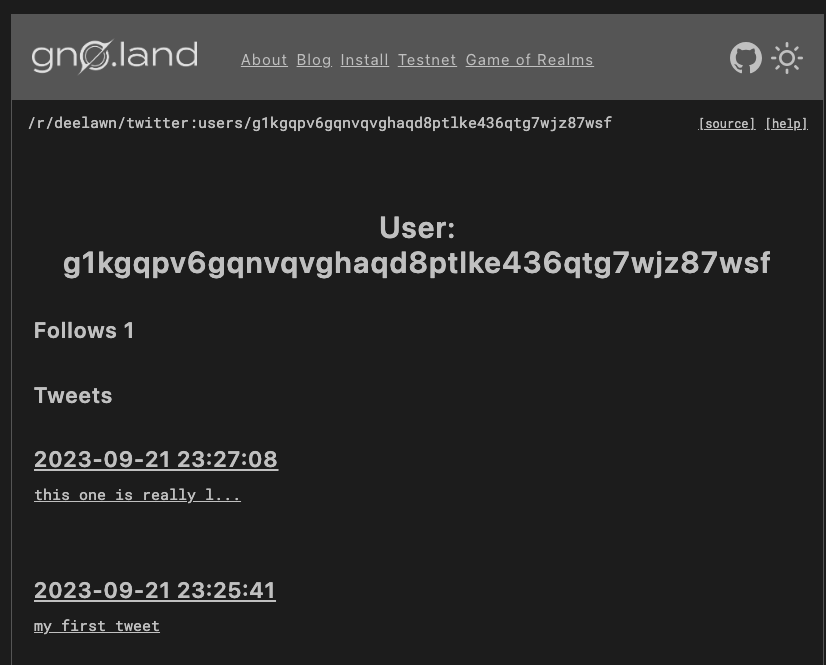 gnø.land About Blog Install Testnet Game of Realms
/r/deelawn/twitter:users/g1kgqpv6gqnvqvghaqd8ptlke436qtg7wjz87wsf [source] [help]
User:
g1kgqpv6gqnvqvghaqd8ptlke436qtg7wjz87wsf
Follows 1
Tweets
2023-09-21 23:27:08
this one is really l...
2023-09-21 23:25:41
my first tweet